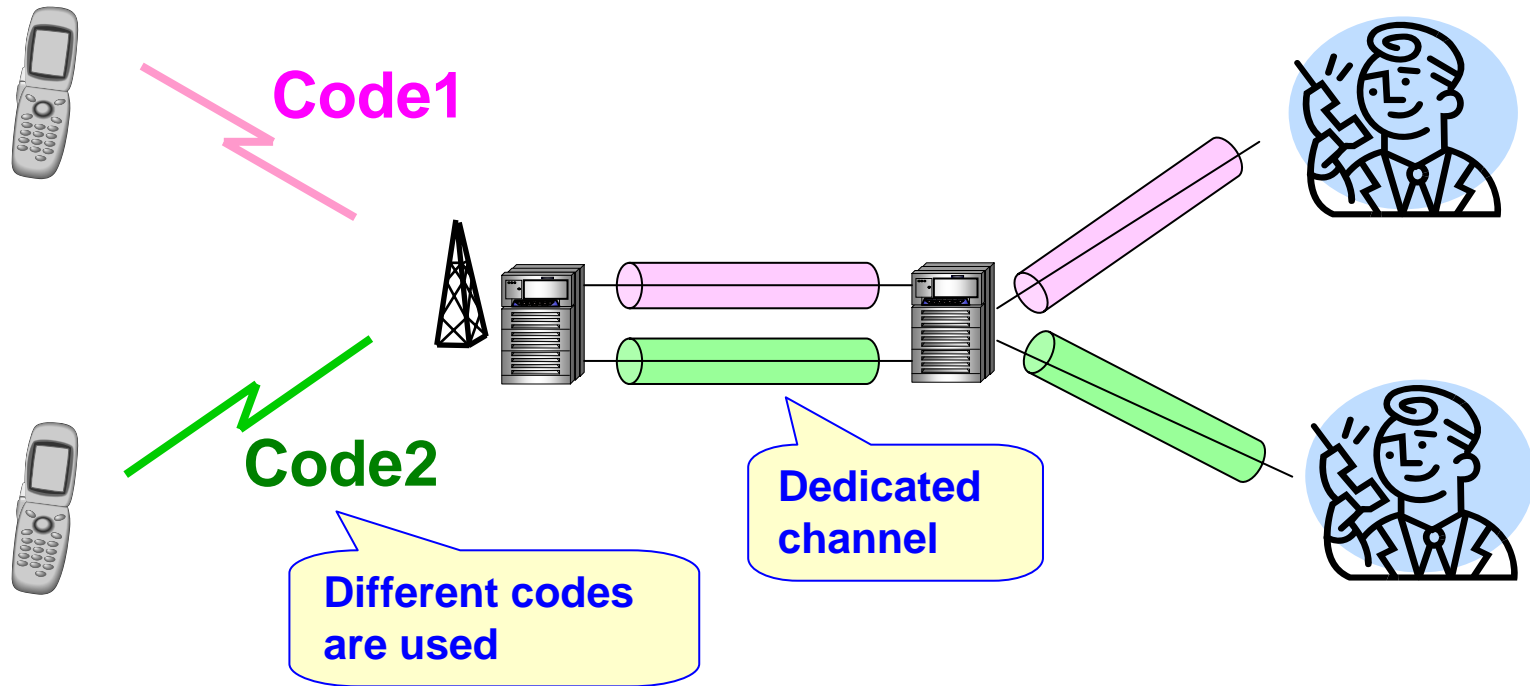 Code1
Code2
Dedicated
channel
Different codes
are used